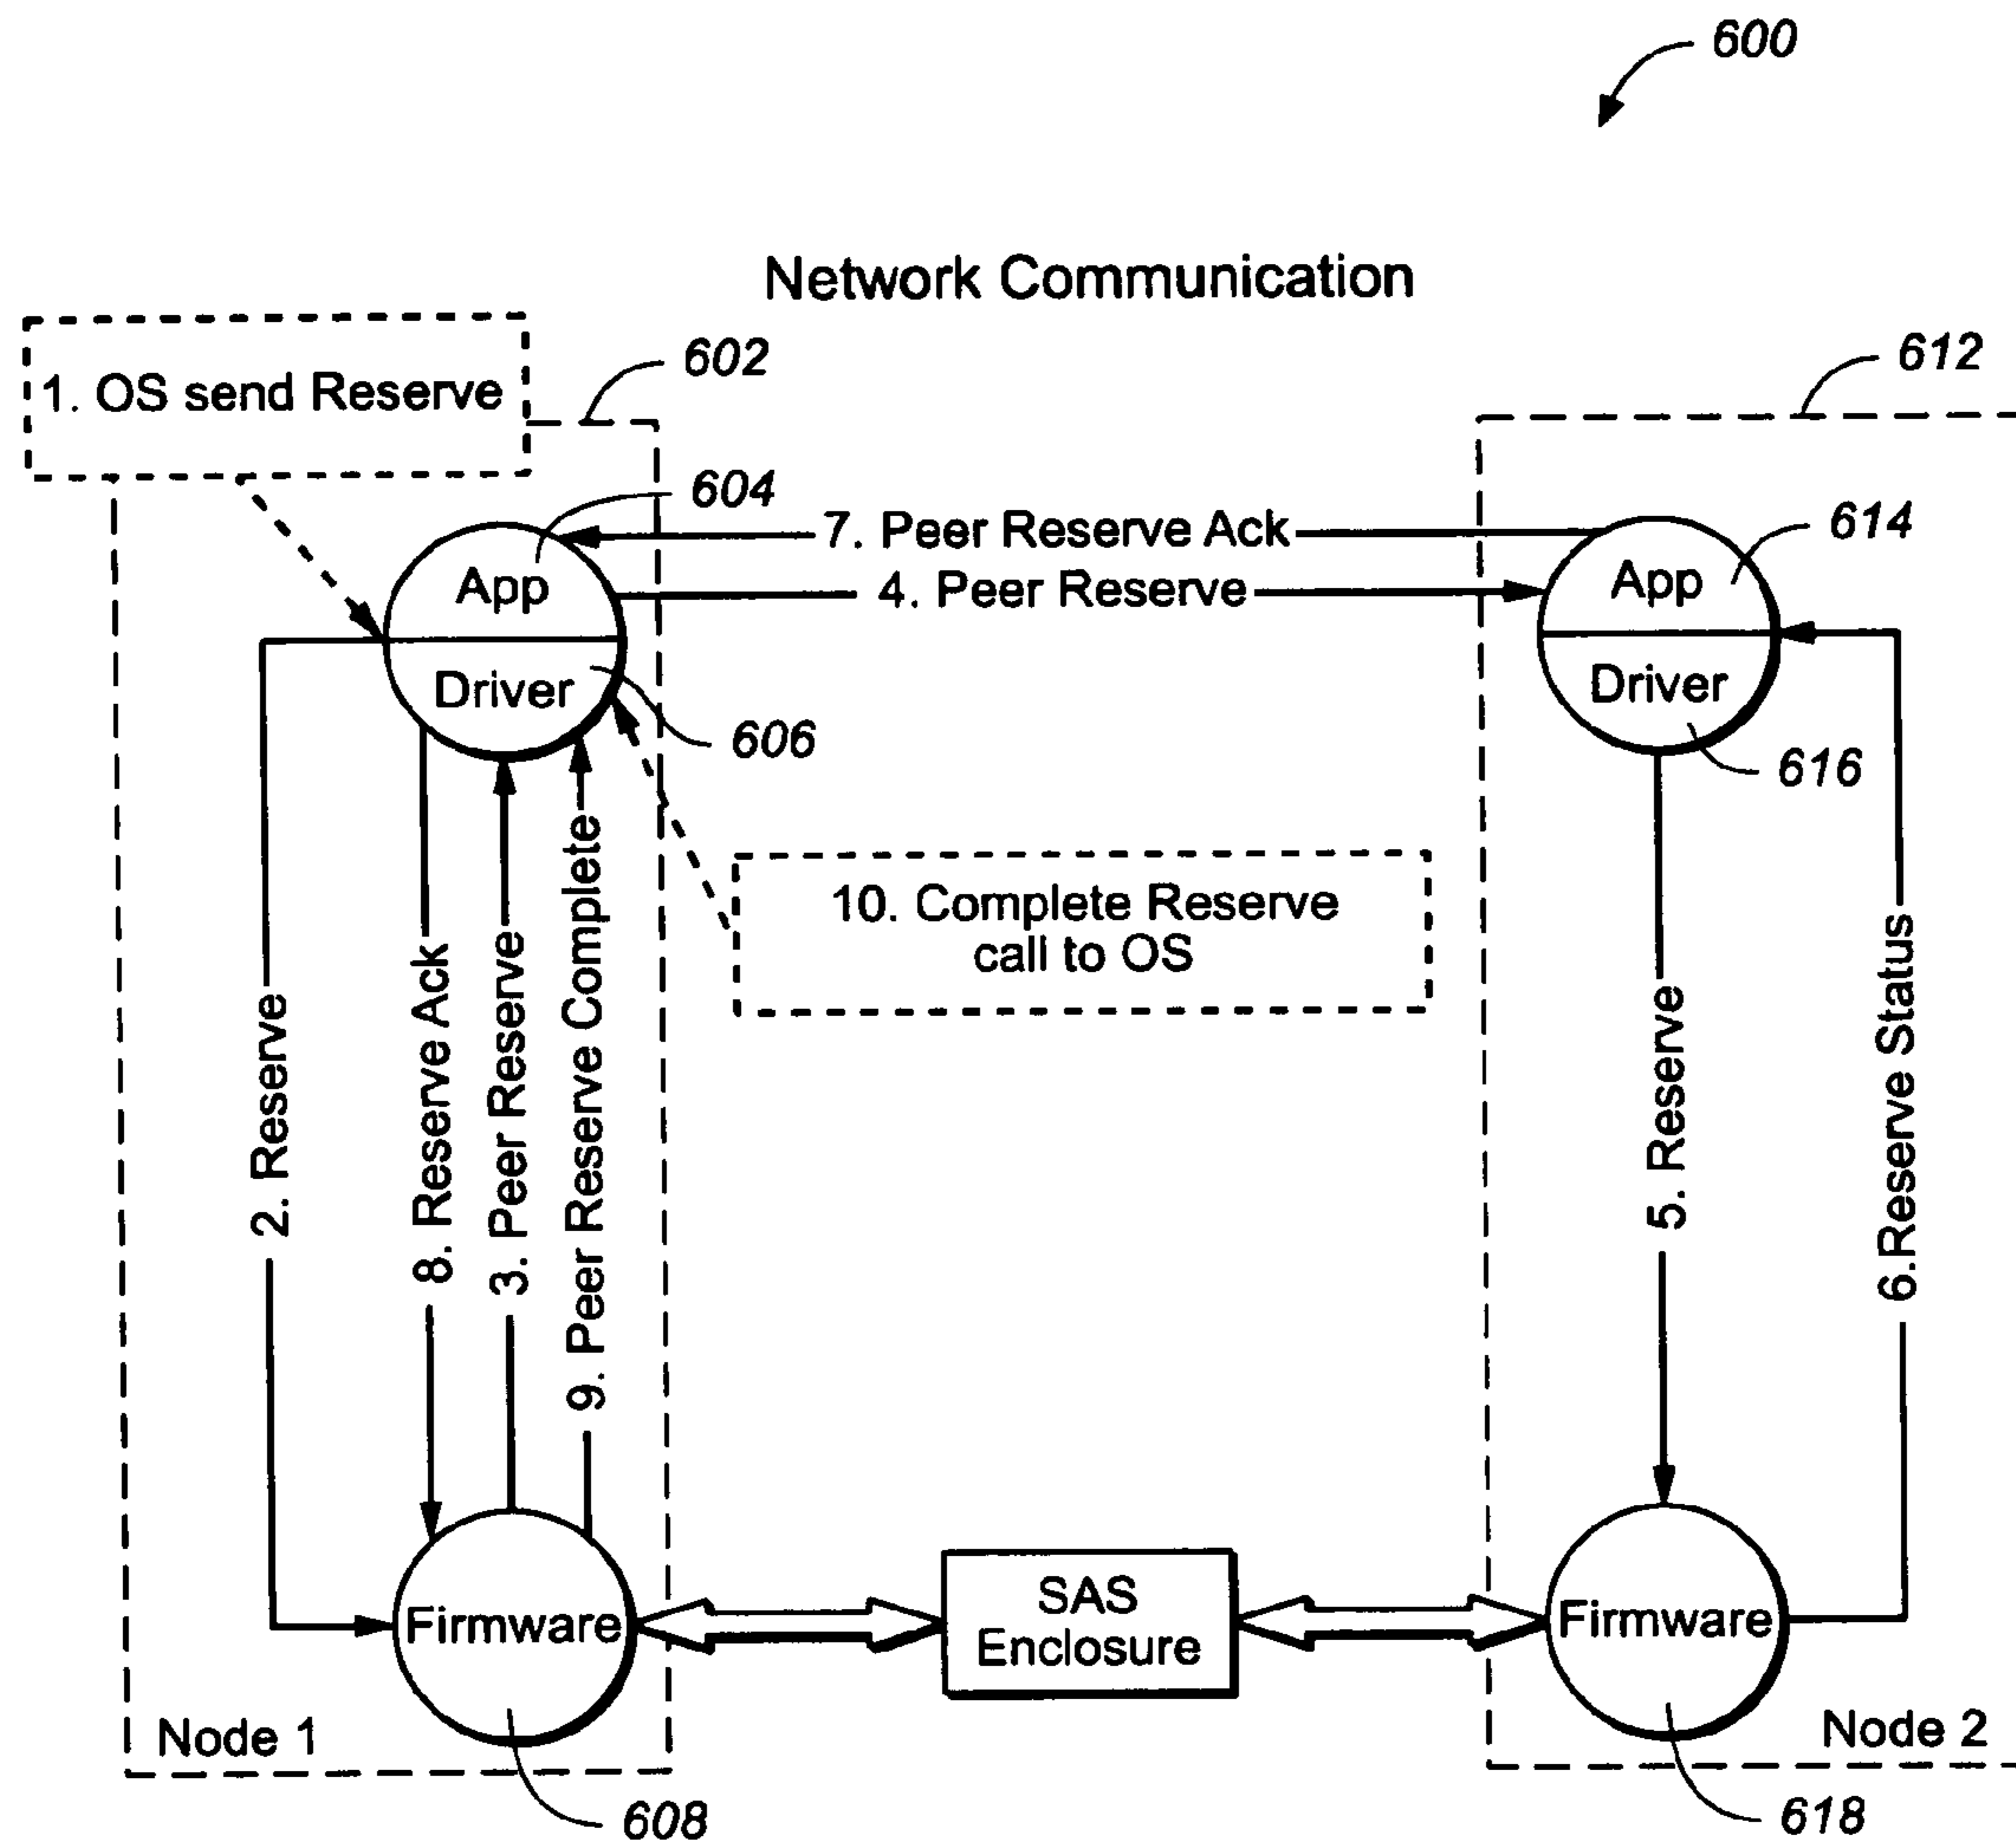 600
Network Communication
1. OS send Reserve
602
612
604
7. Peer Reserve Ack
614
App
4. Peer Reserve
App
Driver
606
Driver
616
10. Complete Reserve
call to OS
2. Reserve
8. Reserve Ack
3. Peer Reserve
9. Peer Reserve Complete
5. Reserve
6.Reserve Status
Firmware
SAS
Enclosure
Firmware
Node 1
Node 2
608
618